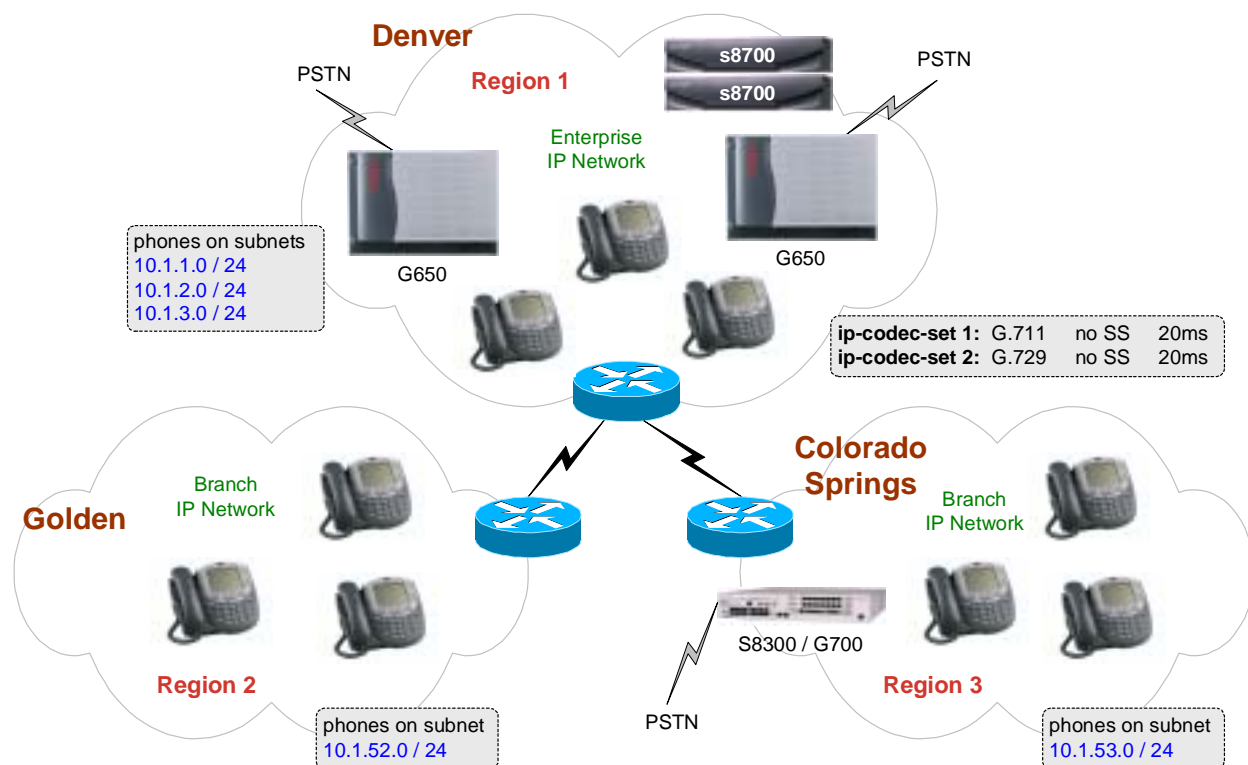 Denver
s8700
s8700
PSTN
Region 1
PSTN
Enterprise
IP Network
phones on subnets
10.1.1.0 / 24
10.1.2.0 / 24
10.1.3.0 / 24
G650
G650
ip-codec-set 1: G.711 no SS 20ms
ip-codec-set 2: G.729 no SS 20ms
Golden
Branch
IP Network
Region 2
phones on subnet
10.1.52.0 / 24
Colorado
Springs
Branch
IP Network
S8300 / G700
Region 3
PSTN
phones on subnet
10.1.53.0 / 24